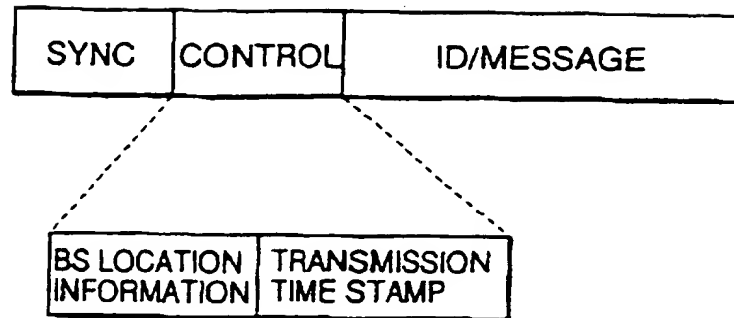 SYNC CONTROL ID/MESSAGE
BS LOCATION TRANSMISSION
INFORMATION TIME STAMP